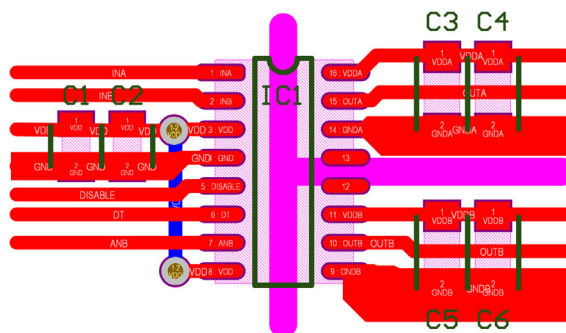 C3 C4
1 VDDA
1 VDDA
VDDA
INA
1 : INA
16 : VDDA
INB
2 : INB
15 : OUTA
OUTA
C1 C2
IC1
1 VDD
1 VDD
VDD
VDD
VDD
3 : VDD
14 : GNDA
2 GNDA
2 GNDA
GNDA
GND
GND
GND
GND
4 : GND
13
2 GND
2 GND
DISABLE
5 : DISABLE
12
DT
6 : DT
11 : VDDB
1 VDDB
1 VDDB
VDDB
ANB
7 : ANB
10 : OUTB
OUTB
OUTB
VDD
8 : VDD
9 : GNDB
2 GNDB
2 GNDB
GNDB
C5 C6